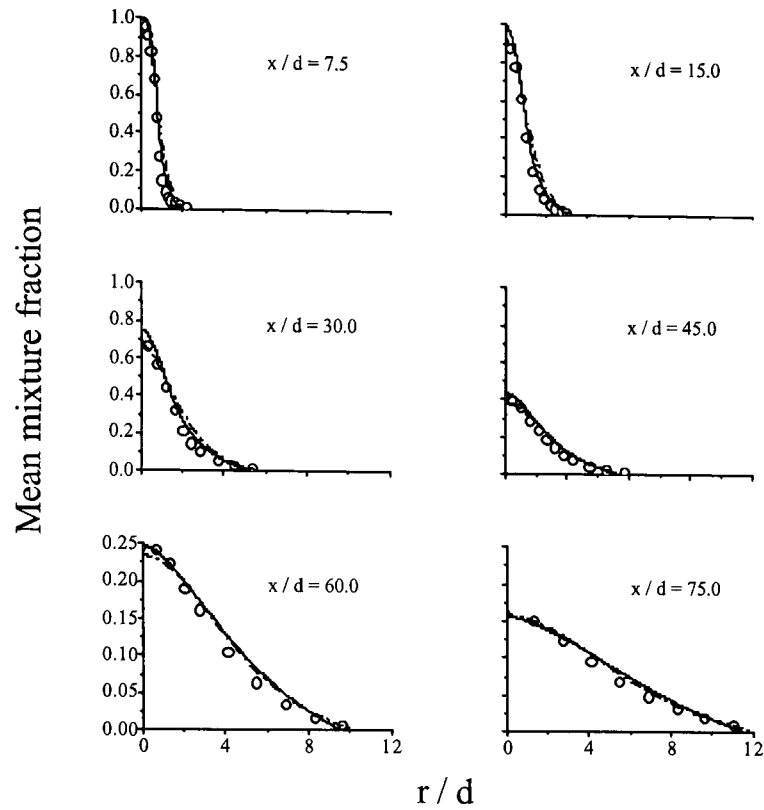 Mean mixture fraction
1.0
0.8
0.6
0.4
0.2
0.0
x / d = 7.5
x / d = 15.0
1.0
0.8
0.6
0.4
0.2
0.0
x / d = 30.0
x / d = 45.0
0.25
0.20
0.15
0.10
0.05
0.00
x / d = 60.0
x / d = 75.0
0 4 8 12
0 4 8 12
r / d